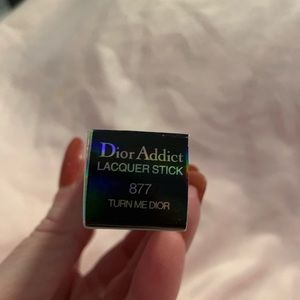 Dior Addict
LACQUER STICK
877
TURN ME DIOR